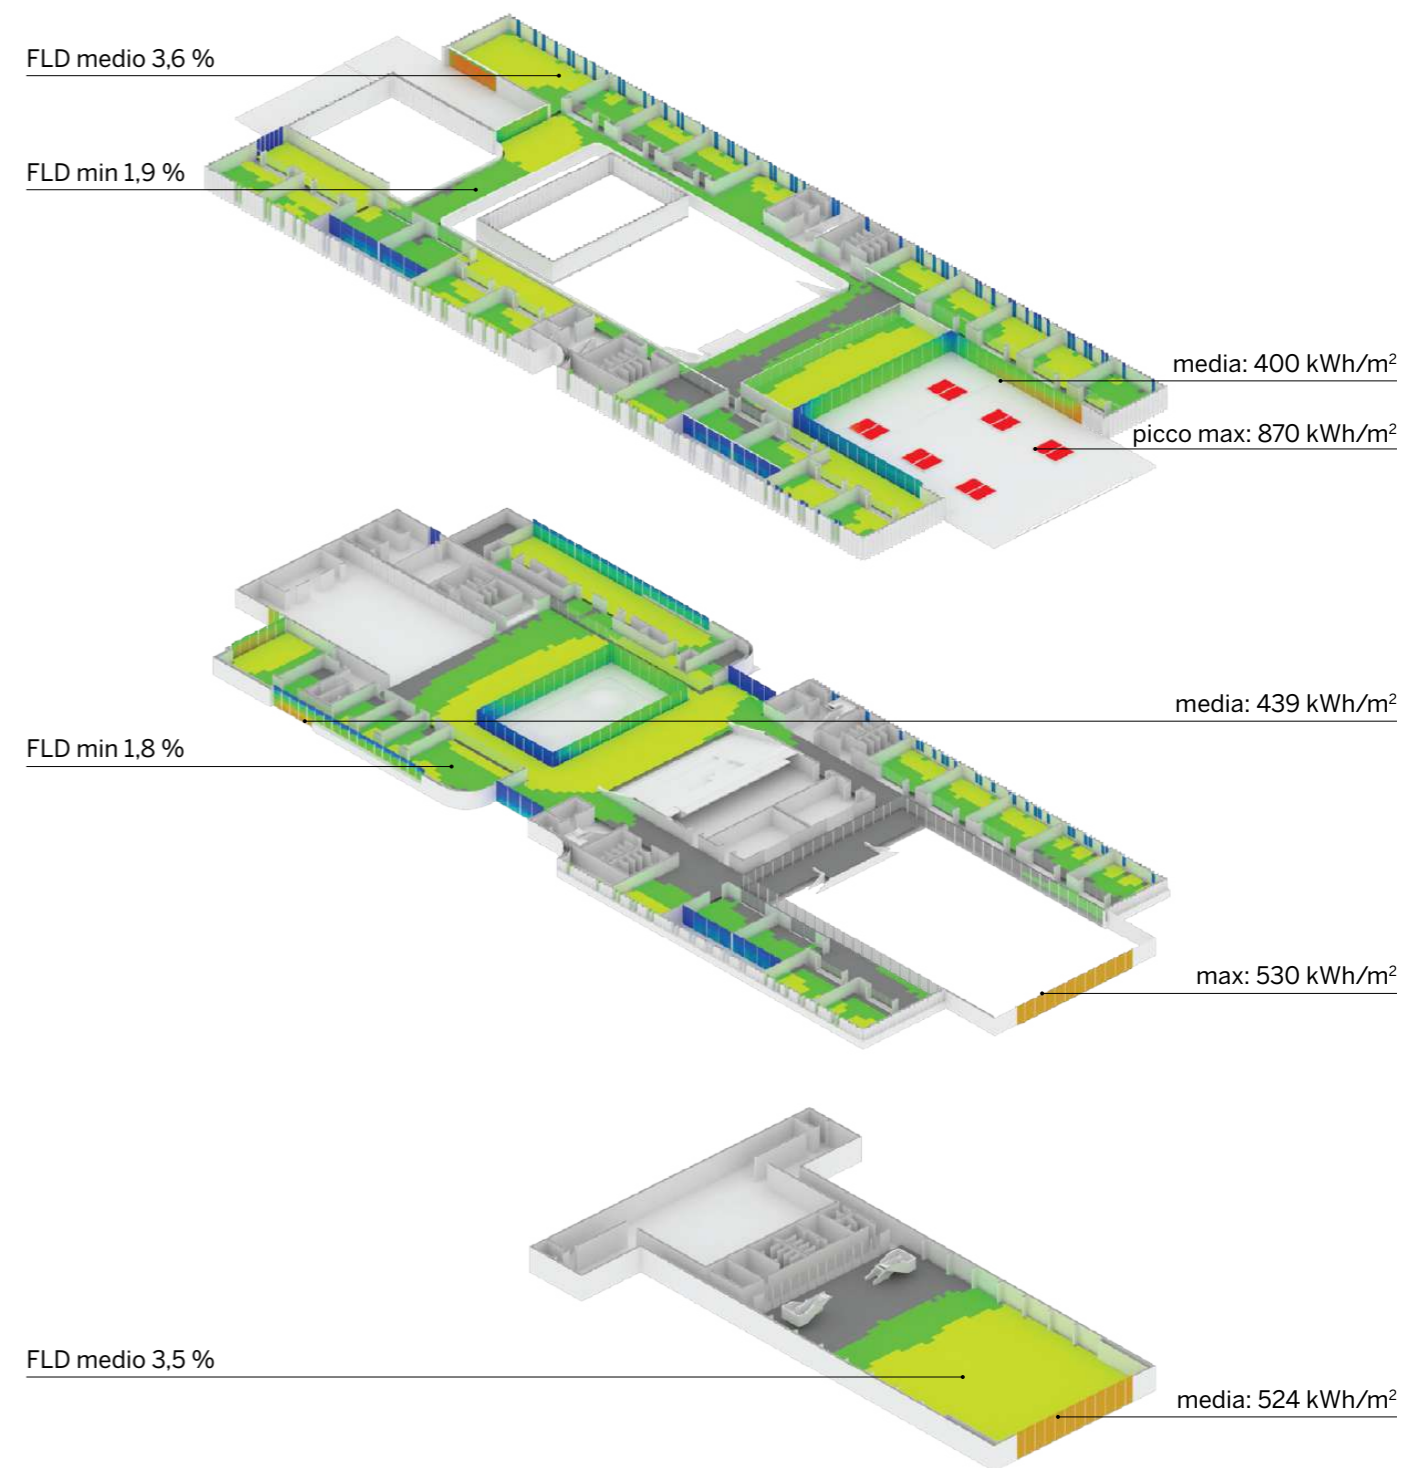 FLD medio 3,6 %
FLD min 1,9 %
media: 400 kWh/m²
picco max: 870 kWh/m²
media: 439 kWh/m²
FLD min 1,8 %
max: 530 kWh/m²
FLD medio 3,5 %
media: 524 kWh/m²